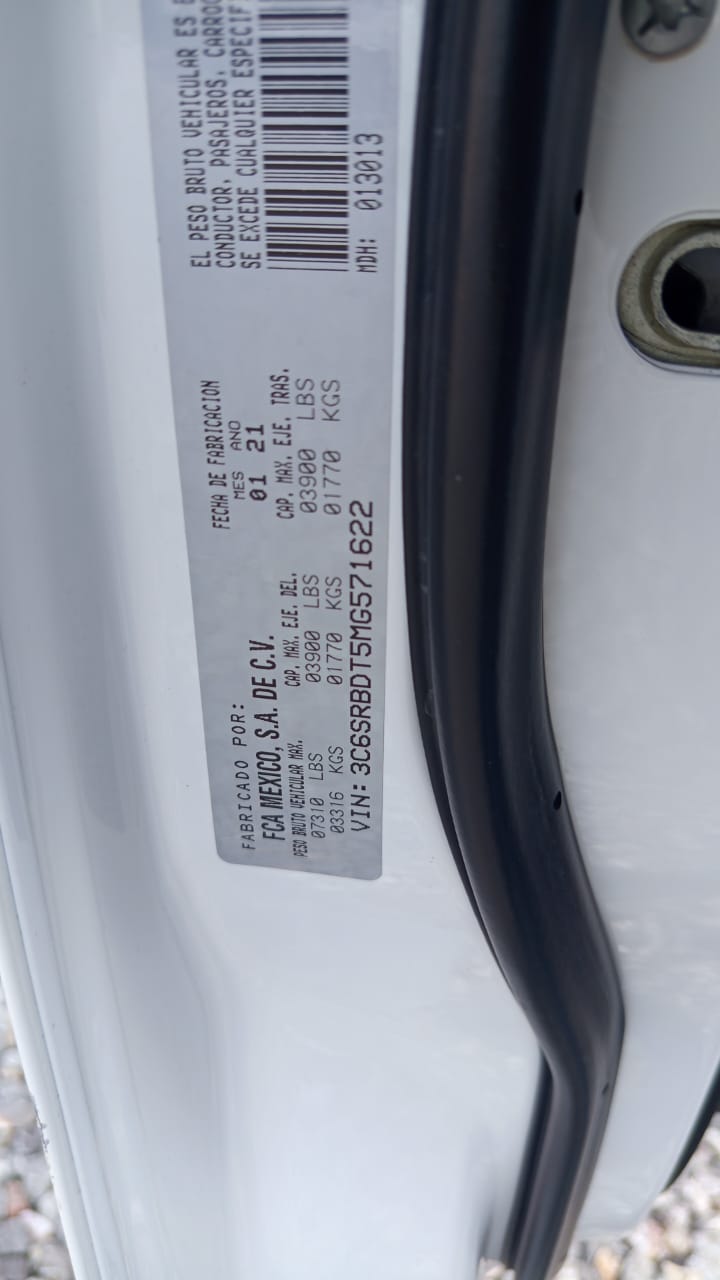 FABRICADO POR:
FCA MEXICO, S.A. DE C.V.
FECHA DE FABRICACION
MES ANO
01 21
PESO BRUTO VEHICULAR MAX.
07310 LBS
03316 KGS
CAP. MAX. EJE. DEL.
03900 LBS
01770 KGS
CAP. MAX. EJE. TRAS.
03900 LBS
01770 KGS
VIN: 3C6SRBDT5MG571622
EL PESO BRUTO VEHICULAR ES
CONDUCTOR, PASAJEROS, CARROC
SE EXCEDE CUALQUIER ESPECIF
MDH: 013013